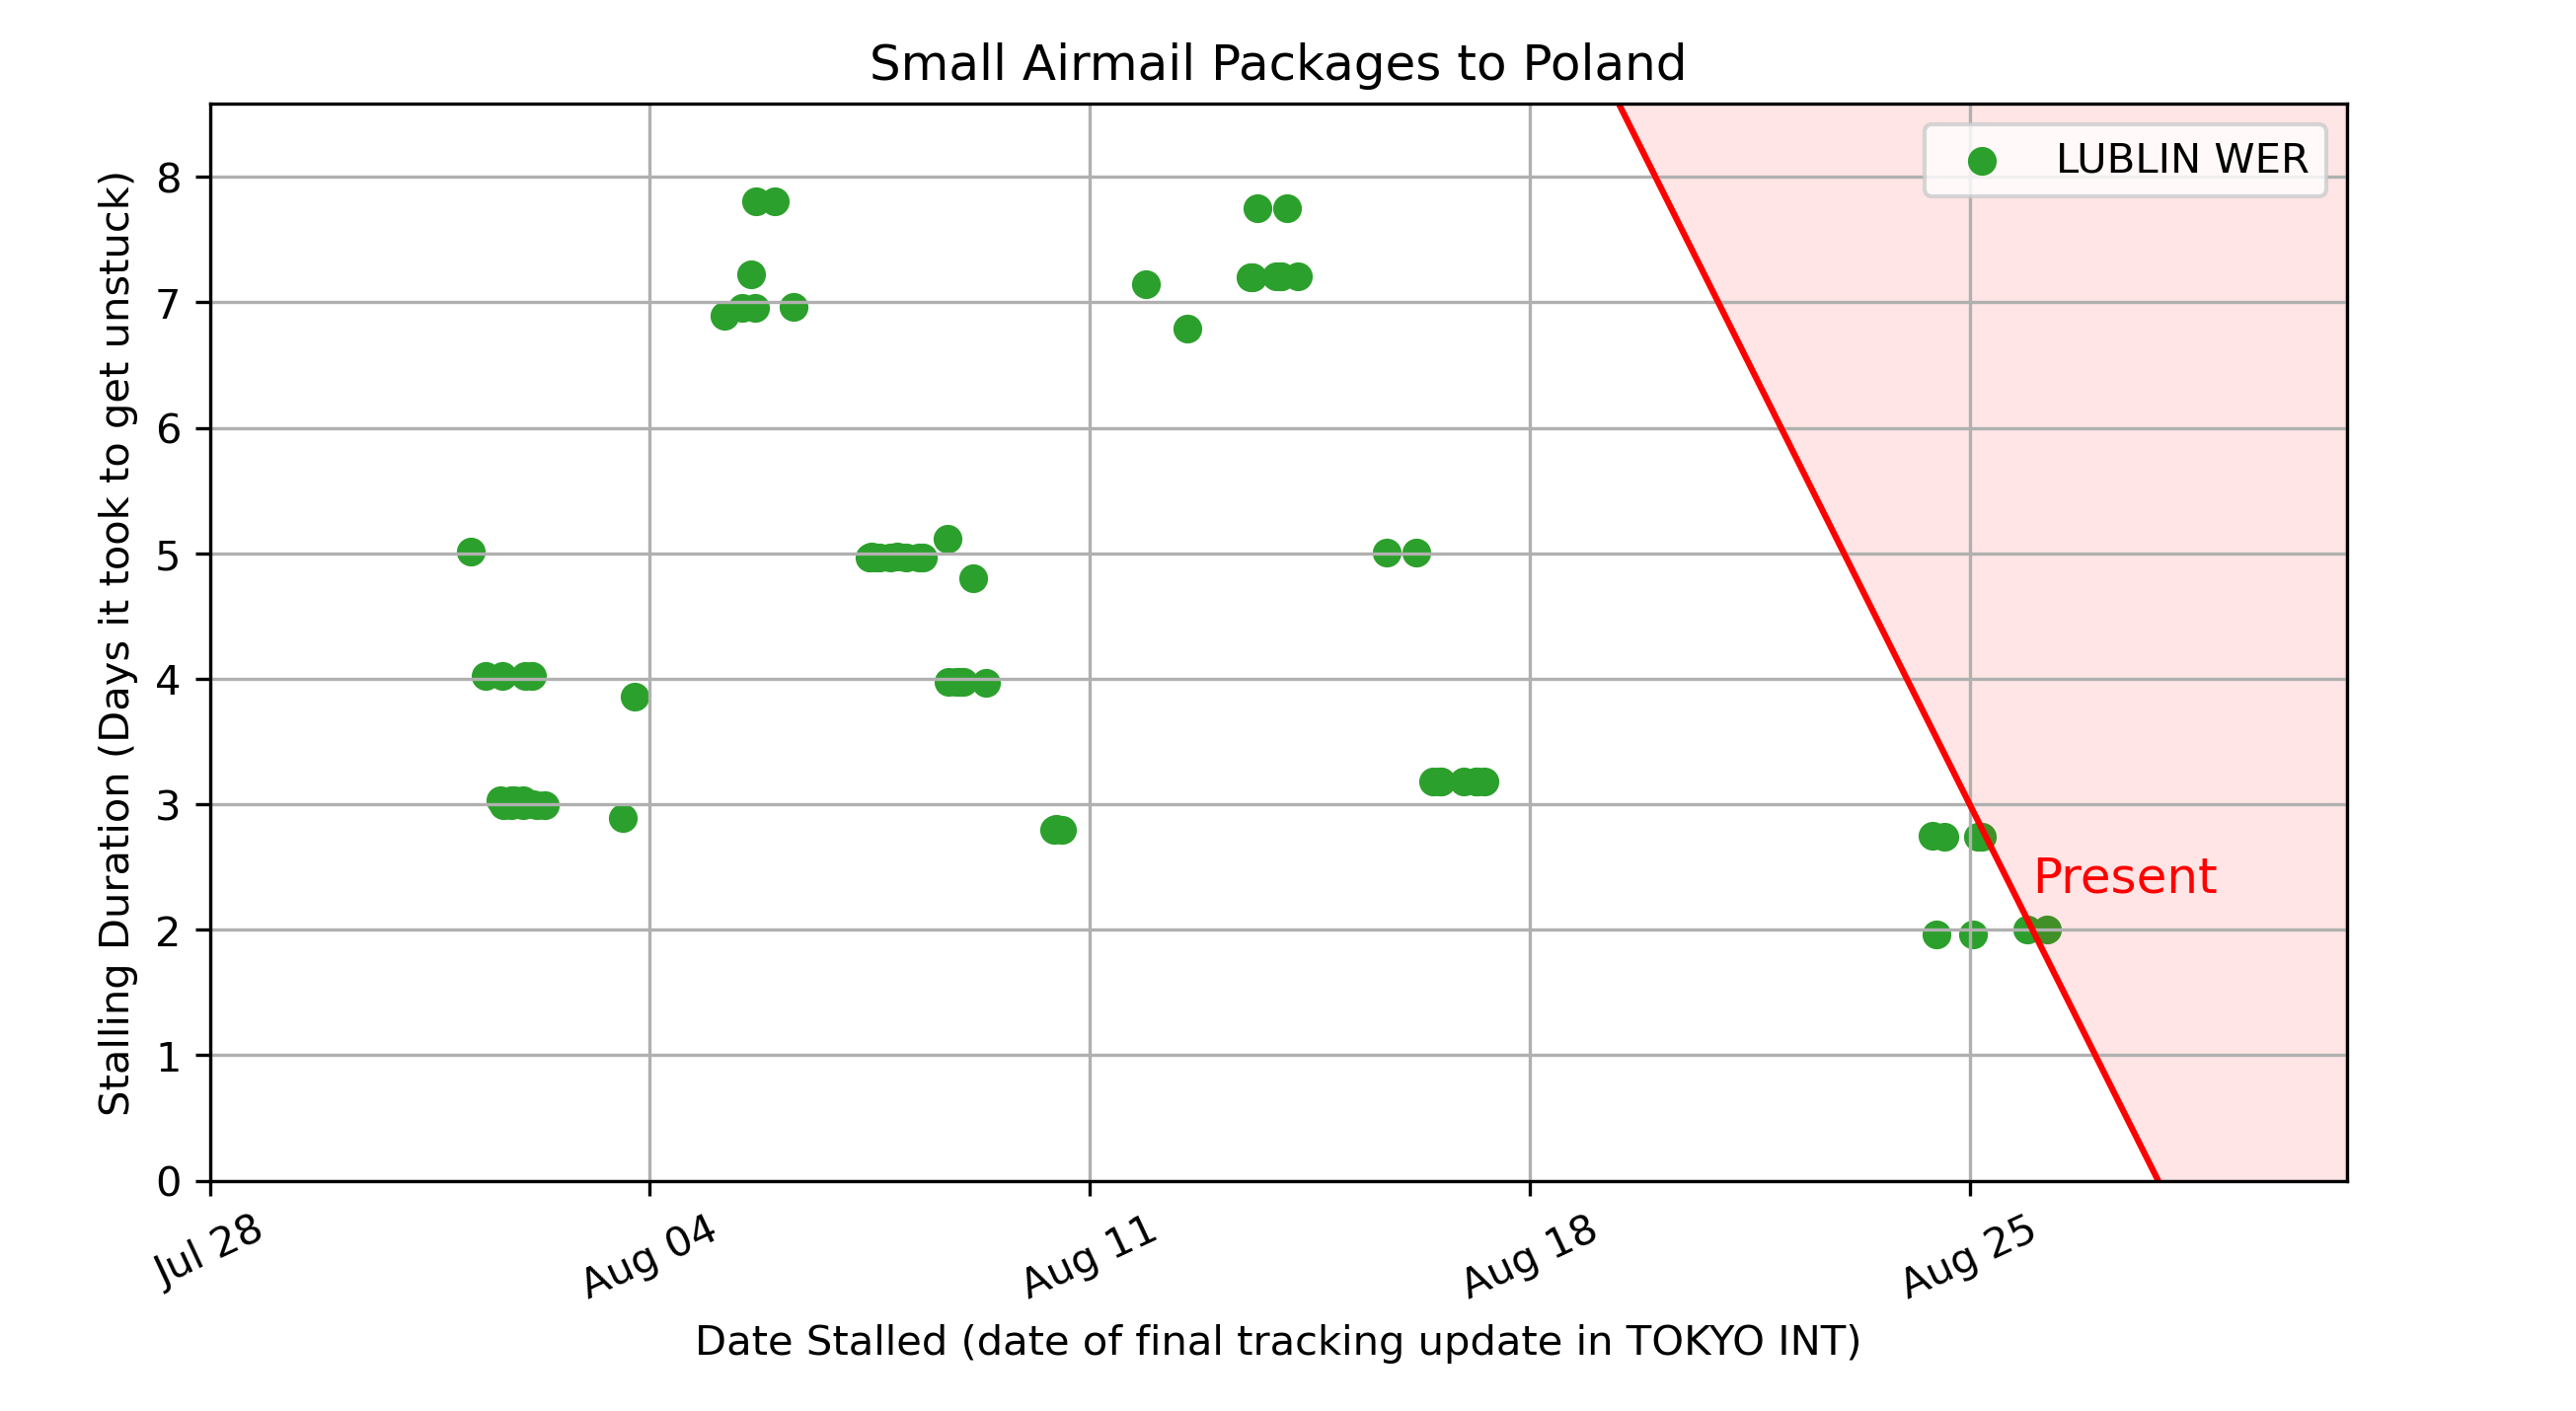 Small Airmail Packages to Poland
LUBLIN WER
Stalling Duration (Days it took to get unstuck)
8
7
6
5
4
3
2
1
0
Present
Jul 28
Aug 04
Aug 11
Aug 18
Aug 25
Date Stalled (date of final tracking update in TOKYO INT)